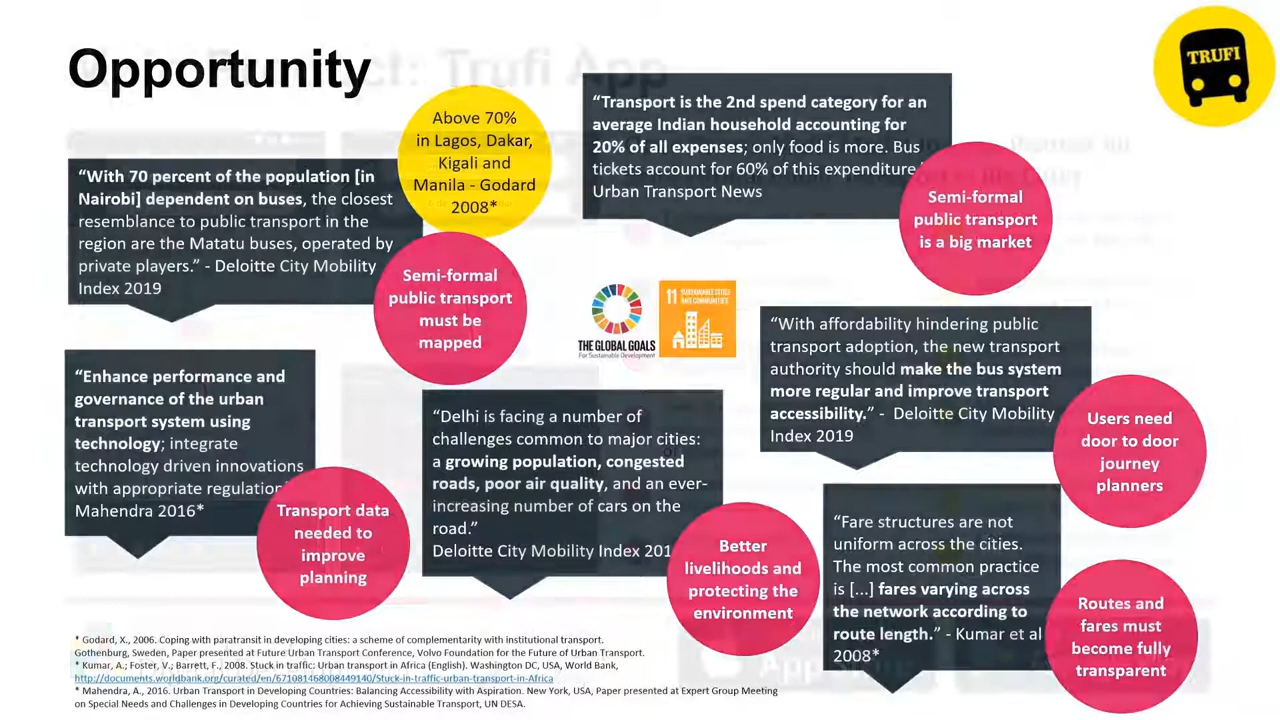 Opportunity
TRUFI
Above 70%
in Lagos, Dakar,
Kigali and
Manila - Godard
2008*
“With 70 percent of the population [in
Nairobi] dependent on buses, the closest
resemblance to public transport in the
region are the Matatu buses, operated by
private players.” - Deloitte City Mobility
Index 2019
Semi-formal
public transport
must be
mapped
“Transport is the 2nd spend category for an
average Indian household accounting for
20% of all expenses; only food is more. Bus
tickets account for 60% of this expenditure
Urban Transport News
Semi-formal
public transport
is a big market
THE GLOBAL GOALS
For Sustainable Development
11 SUSTAINABLE CITIES
AND COMMUNITIES
“With affordability hindering public
transport adoption, the new transport
authority should make the bus system
more regular and improve transport
accessibility.” - Deloitte City Mobility
Index 2019
Users need
door to door
journey
planners
“Enhance performance and
governance of the urban
transport system using
technology; integrate
technology driven innovations
with appropriate regulation
Mahendra 2016*
Transport data
needed to
improve
planning
“Delhi is facing a number of
challenges common to major cities:
a growing population, congested
roads, poor air quality, and an ever-
increasing number of cars on the
road.”
Deloitte City Mobility Index 201
Better
livelihoods and
protecting the
environment
“Fare structures are not
uniform across the cities.
The most common practice
is [...] fares varying across
the network according to
route length.” - Kumar et al
2008*
Routes and
fares must
become fully
transparent
* Godard, X., 2006. Coping with paratransit in developing cities: a scheme of complementarity with institutional transport.
Gothenburg, Sweden, Paper presented at Future Urban Transport Conference, Volvo Foundation for the Future of Urban Transport.
* Kumar, A.; Foster, V.; Barrett, F., 2008. Stuck in traffic: Urban transport in Africa (English). Washington DC, USA, World Bank,
http://documents.worldbank.org/curated/en/671081468008449140/Stuck-in-traffic-urban-transport-in-Africa
* Mahendra, A., 2016. Urban Transport in Developing Countries: Balancing Accessibility with Aspiration. New York, USA, Paper presented at Expert Group Meeting
on Special Needs and Challenges in Developing Countries for Achieving Sustainable Transport, UN DESA.